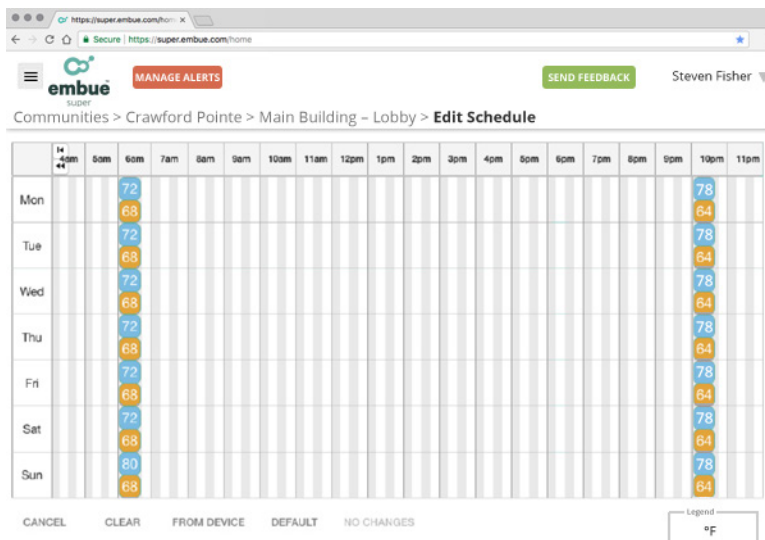 https://super.embue.com/hom x
Secure | https://super.embue.com/home
embue
super
MANAGE ALERTS
SEND FEEDBACK
Steven Fisher
Communities > Crawford Pointe > Main Building – Lobby > Edit Schedule
4am 5am 6am 7am 8am 9am 10am 11am 12pm 1pm 2pm 3pm 4pm 5pm 6pm 7pm 8pm 9pm 10pm 11pm
72 78
Mon
68 64
72 78
Tue
68 64
72 78
Wed
68 64
72 78
Thu
68 64
72 78
Fri
68 64
72 78
Sat
68 64
80 78
Sun
68 64
CANCEL CLEAR FROM DEVICE DEFAULT NO CHANGES
Legend
°F